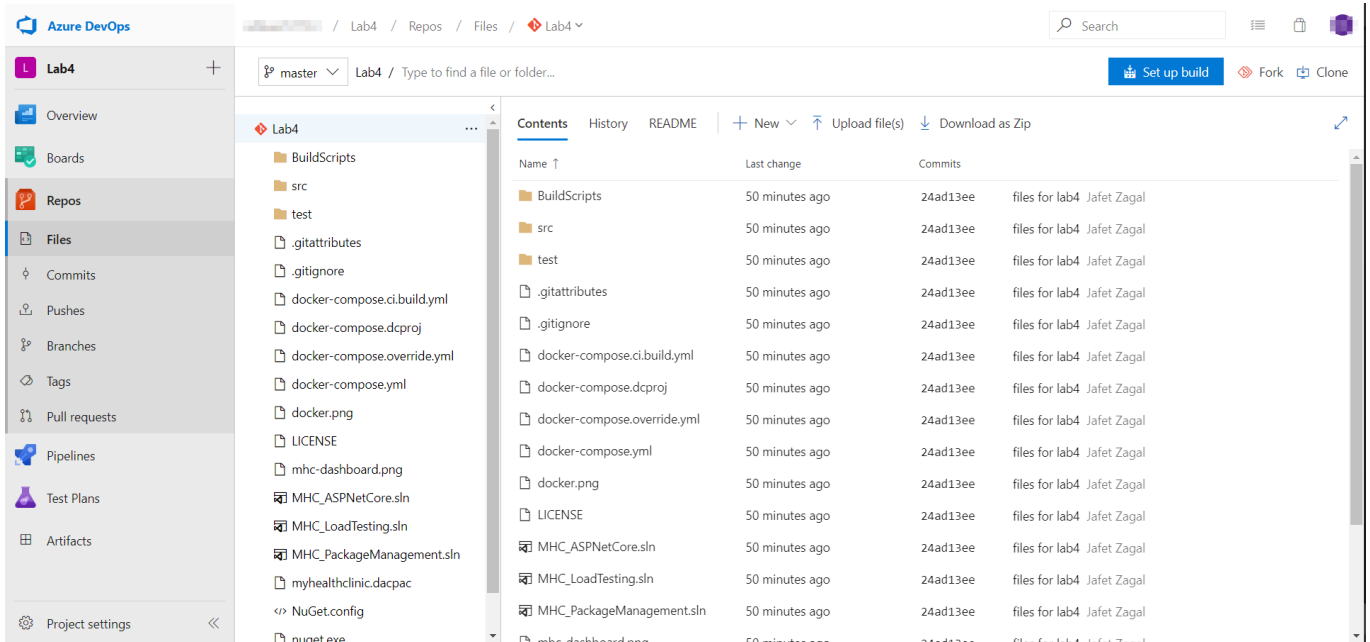 Azure DevOps
/ Lab4 / Repos / Files / Lab4
Search
L Lab4
master Lab4 / Type to find a file or folder...
Set up build Fork Clone
Overview
Boards
Repos
Files
Commits
Pushes
Branches
Tags
Pull requests
Pipelines
Test Plans
Artifacts
Project settings
Lab4 ...
BuildScripts
src
test
.gitattributes
.gitignore
docker-compose.ci.build.yml
docker-compose.dcproj
docker-compose.override.yml
docker-compose.yml
docker.png
LICENSE
mhc-dashboard.png
MHC_ASPNetCore.sln
MHC_LoadTesting.sln
MHC_PackageManagement.sln
myhealthclinic.dacpac
NuGet.config
nuget.exe
Contents History README New Upload file(s) Download as Zip
Name ↑ Last change Commits
BuildScripts 50 minutes ago 24ad13ee files for lab4 Jafet Zagal
src 50 minutes ago 24ad13ee files for lab4 Jafet Zagal
test 50 minutes ago 24ad13ee files for lab4 Jafet Zagal
.gitattributes 50 minutes ago 24ad13ee files for lab4 Jafet Zagal
.gitignore 50 minutes ago 24ad13ee files for lab4 Jafet Zagal
docker-compose.ci.build.yml 50 minutes ago 24ad13ee files for lab4 Jafet Zagal
docker-compose.dcproj 50 minutes ago 24ad13ee files for lab4 Jafet Zagal
docker-compose.override.yml 50 minutes ago 24ad13ee files for lab4 Jafet Zagal
docker-compose.yml 50 minutes ago 24ad13ee files for lab4 Jafet Zagal
docker.png 50 minutes ago 24ad13ee files for lab4 Jafet Zagal
LICENSE 50 minutes ago 24ad13ee files for lab4 Jafet Zagal
MHC_ASPNetCore.sln 50 minutes ago 24ad13ee files for lab4 Jafet Zagal
MHC_LoadTesting.sln 50 minutes ago 24ad13ee files for lab4 Jafet Zagal
MHC_PackageManagement.sln 50 minutes ago 24ad13ee files for lab4 Jafet Zagal
mhc-dashboard.png 50 minutes ago 24ad13ee files for lab4 Jafet Zagal